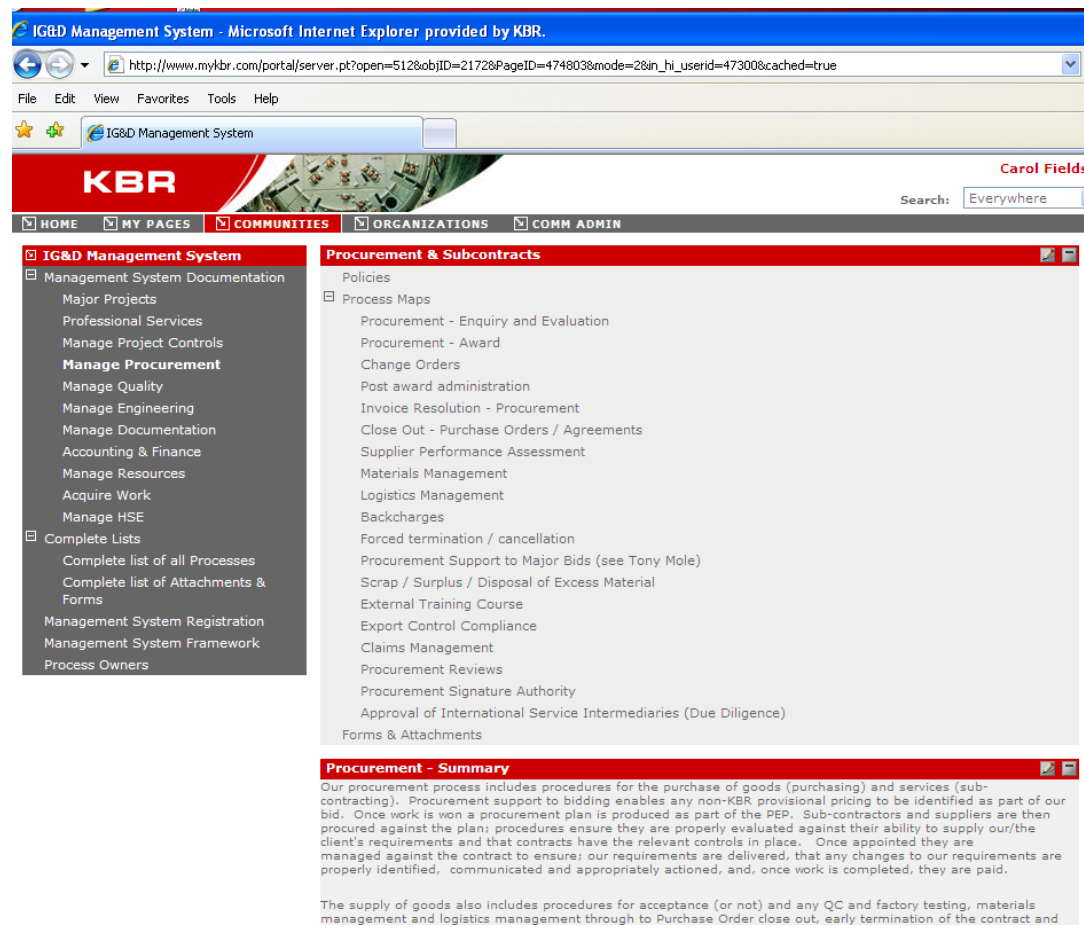 IG&D Management System - Microsoft Internet Explorer provided by KBR.
http://www.mykbr.com/portal/server.pt?open=512&objID=2172&PageID=474803&mode=2&in_hi_userid=47300&cached=true
File Edit View Favorites Tools Help
IG&D Management System
KBR
Carol Fields
Search: Everywhere
HOME MY PAGES COMMUNITIES ORGANIZATIONS COMM ADMIN
IG&D Management System
Management System Documentation
Major Projects
Professional Services
Manage Project Controls
Manage Procurement
Manage Quality
Manage Engineering
Manage Documentation
Accounting & Finance
Manage Resources
Acquire Work
Manage HSE
Complete Lists
Complete list of all Processes
Complete list of Attachments &
Forms
Management System Registration
Management System Framework
Process Owners
Procurement & Subcontracts
Policies
Process Maps
Procurement - Enquiry and Evaluation
Procurement - Award
Change Orders
Post award administration
Invoice Resolution - Procurement
Close Out - Purchase Orders / Agreements
Supplier Performance Assessment
Materials Management
Logistics Management
Backcharges
Forced termination / cancellation
Procurement Support to Major Bids (see Tony Mole)
Scrap / Surplus / Disposal of Excess Material
External Training Course
Export Control Compliance
Claims Management
Procurement Reviews
Procurement Signature Authority
Approval of International Service Intermediaries (Due Diligence)
Forms & Attachments
Procurement - Summary
Our procurement process includes procedures for the purchase of goods (purchasing) and services (sub-
contracting). Procurement support to bidding enables any non-KBR provisional pricing to be identified as part of our
bid. Once work is won a procurement plan is produced as part of the PEP. Sub-contractors and suppliers are then
procured against the plan; procedures ensure they are properly evaluated against their ability to supply our/the
client's requirements and that contracts have the relevant controls in place. Once appointed they are
managed against the contract to ensure; our requirements are delivered, that any changes to our requirements are
properly identified, communicated and appropriately actioned, and, once work is completed, they are paid.
The supply of goods also includes procedures for acceptance (or not) and any QC and factory testing, materials
management and logistics management through to Purchase Order close out, early termination of the contract and